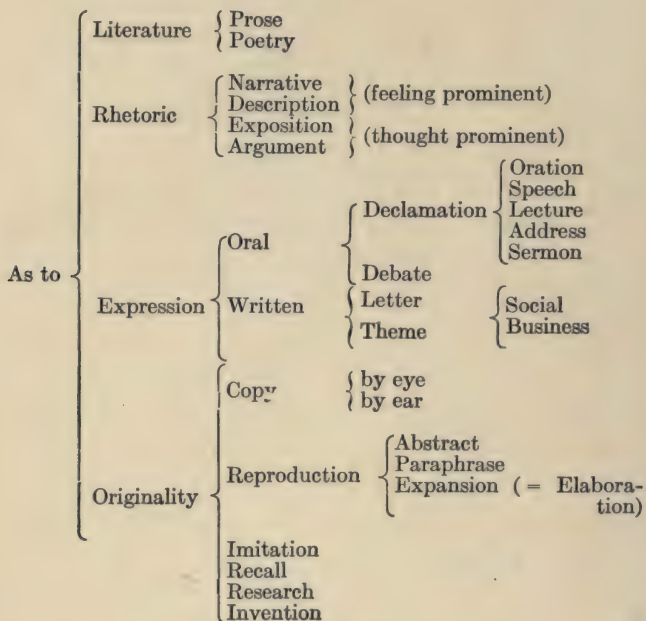 Literature { Prose
Poetry
Rhetoric { Narrative
Description } (feeling prominent)
Exposition
Argument } (thought prominent)
Oration
Speech
Declamation { Lecture
Address
Oral { Sermon
As to { Debate
Expression { Written { Letter { Social
Theme Business
Copy { by eye
by ear
Abstract
Paraphrase
Reproduction { Expansion ( = Elabora-
tion)
Originality {
Imitation
Recall
Research
Invention